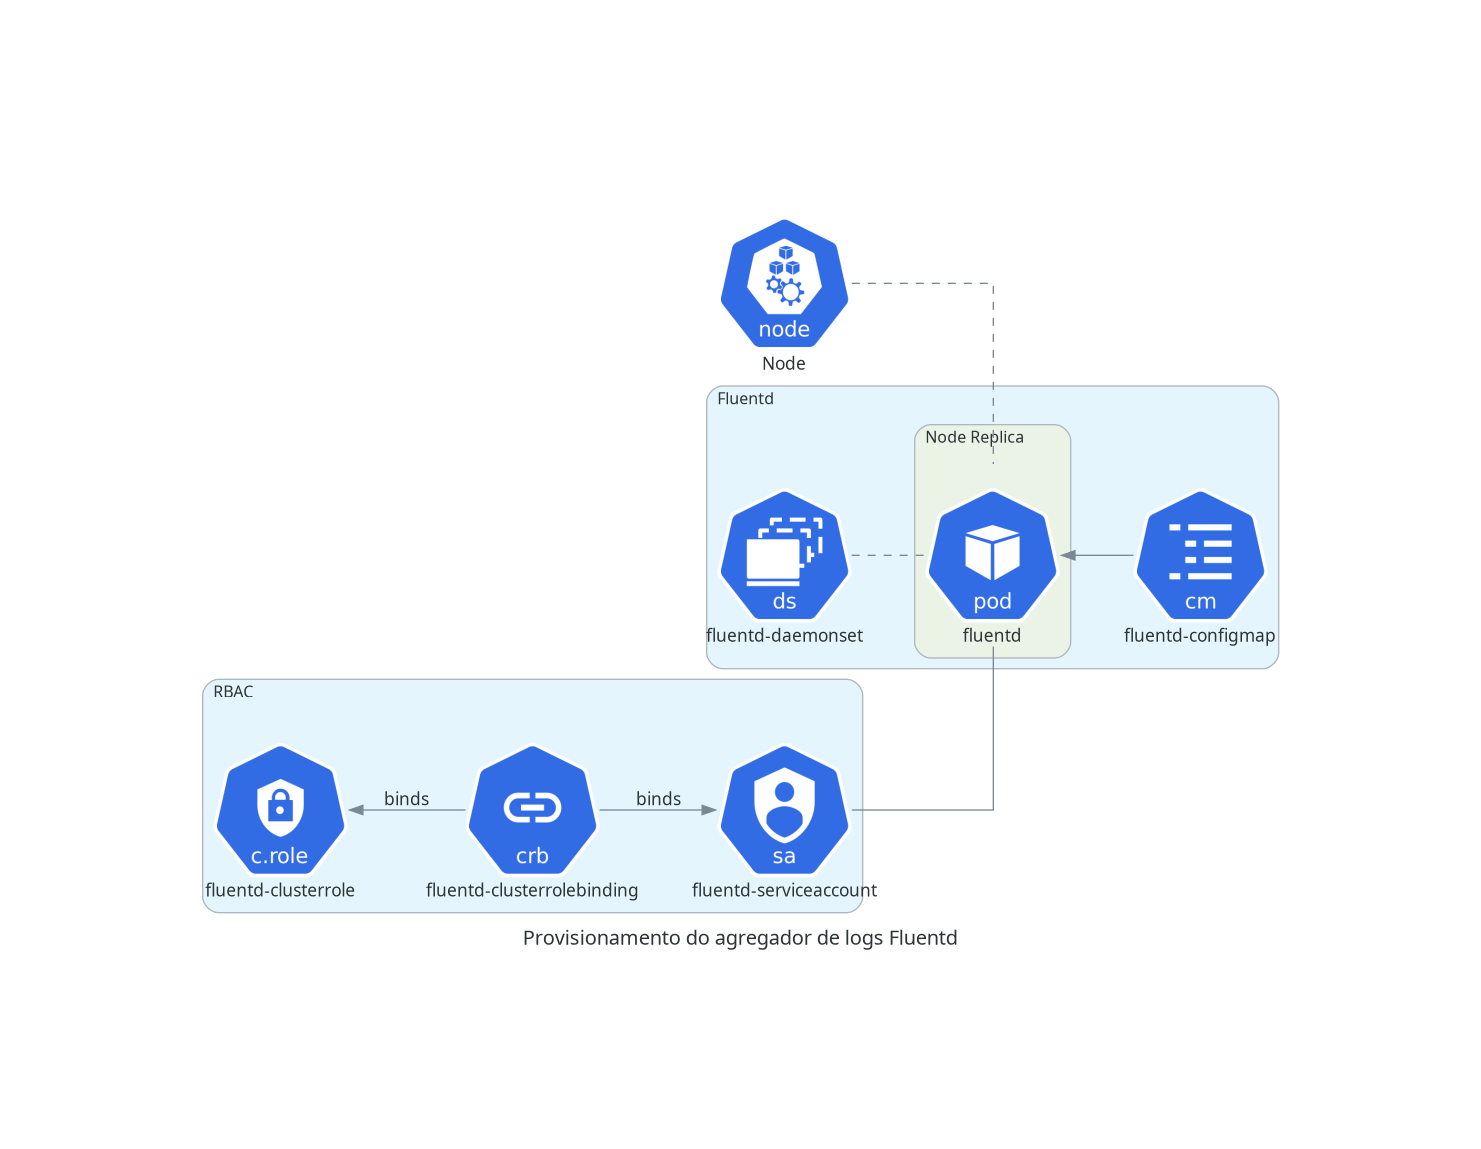 node
Node
Fluentd
Node Replica
ds
pod
cm
fluentd-daemonset
fluentd
fluentd-configmap
RBAC
binds
binds
c.role
crb
sa
fluentd-clusterrole
fluentd-clusterrolebinding
fluentd-serviceaccount
Provisionamento do agregador de logs Fluentd